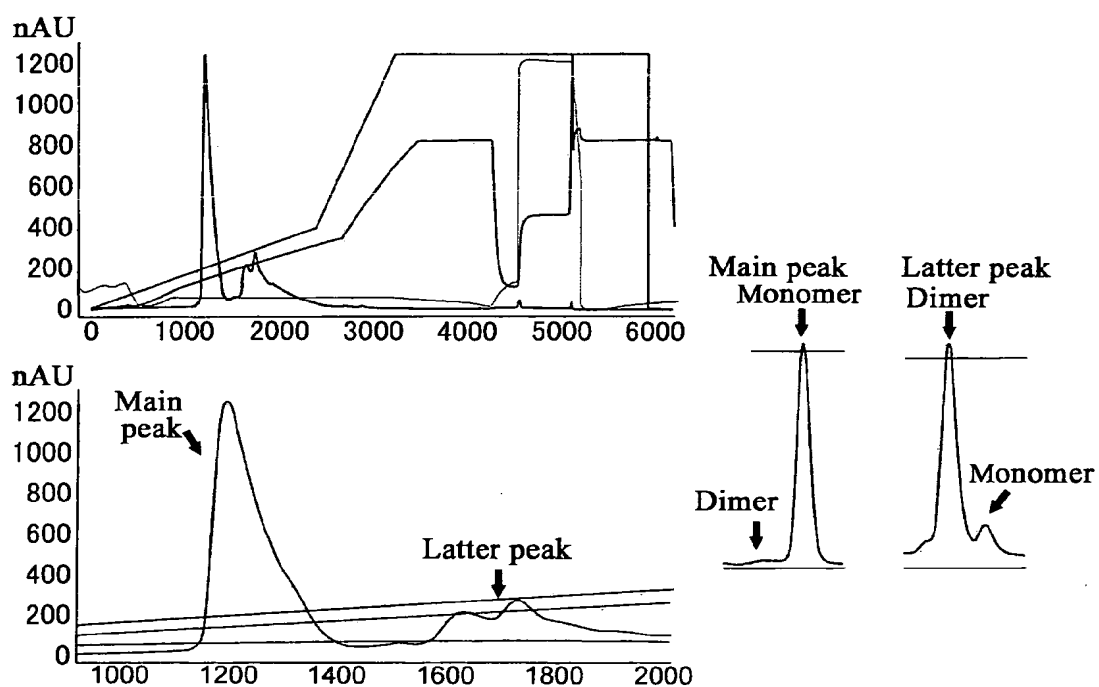 nAU
1200
1000
800
600
400
200
0
0 1000 2000 3000 4000 5000 6000
nAU
1200
1000
800
600
400
200
0
1000 1200 1400 1600 1800 2000
Main
peak
Latter peak
Main peak
Monomer
Dimer
Latter peak
Dimer
Monomer